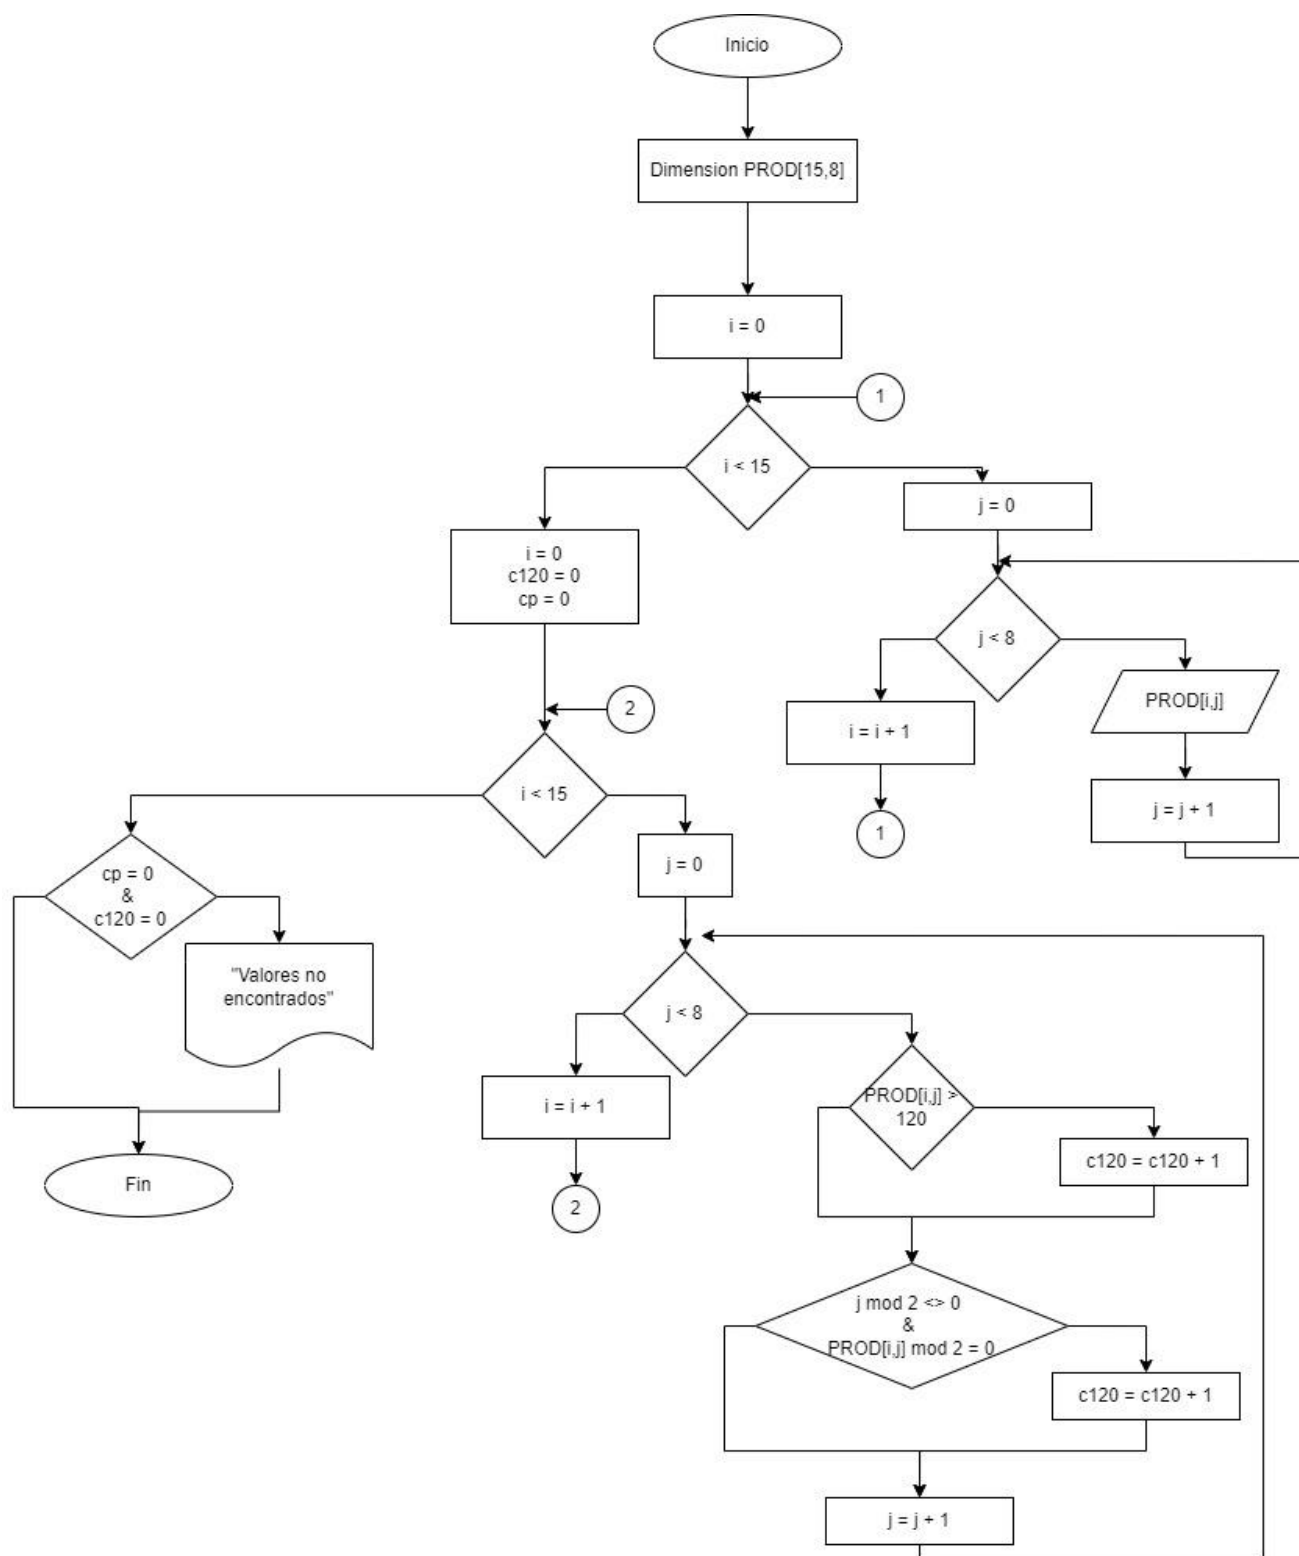 Inicio
Dimension PROD[15,8]
i = 0
1
i < 15
j = 0
i = 0
c120 = 0
cp = 0
j < 8
PROD[i,j]
i = i + 1
j = j + 1
1
2
i < 15
j = 0
cp = 0
&
c120 = 0
"Valores no
encontrados"
Fin
j < 8
i = i + 1
2
PROD[i,j] >
120
c120 = c120 + 1
j mod 2 <> 0
&
PROD[i,j] mod 2 = 0
c120 = c120 + 1
j = j + 1